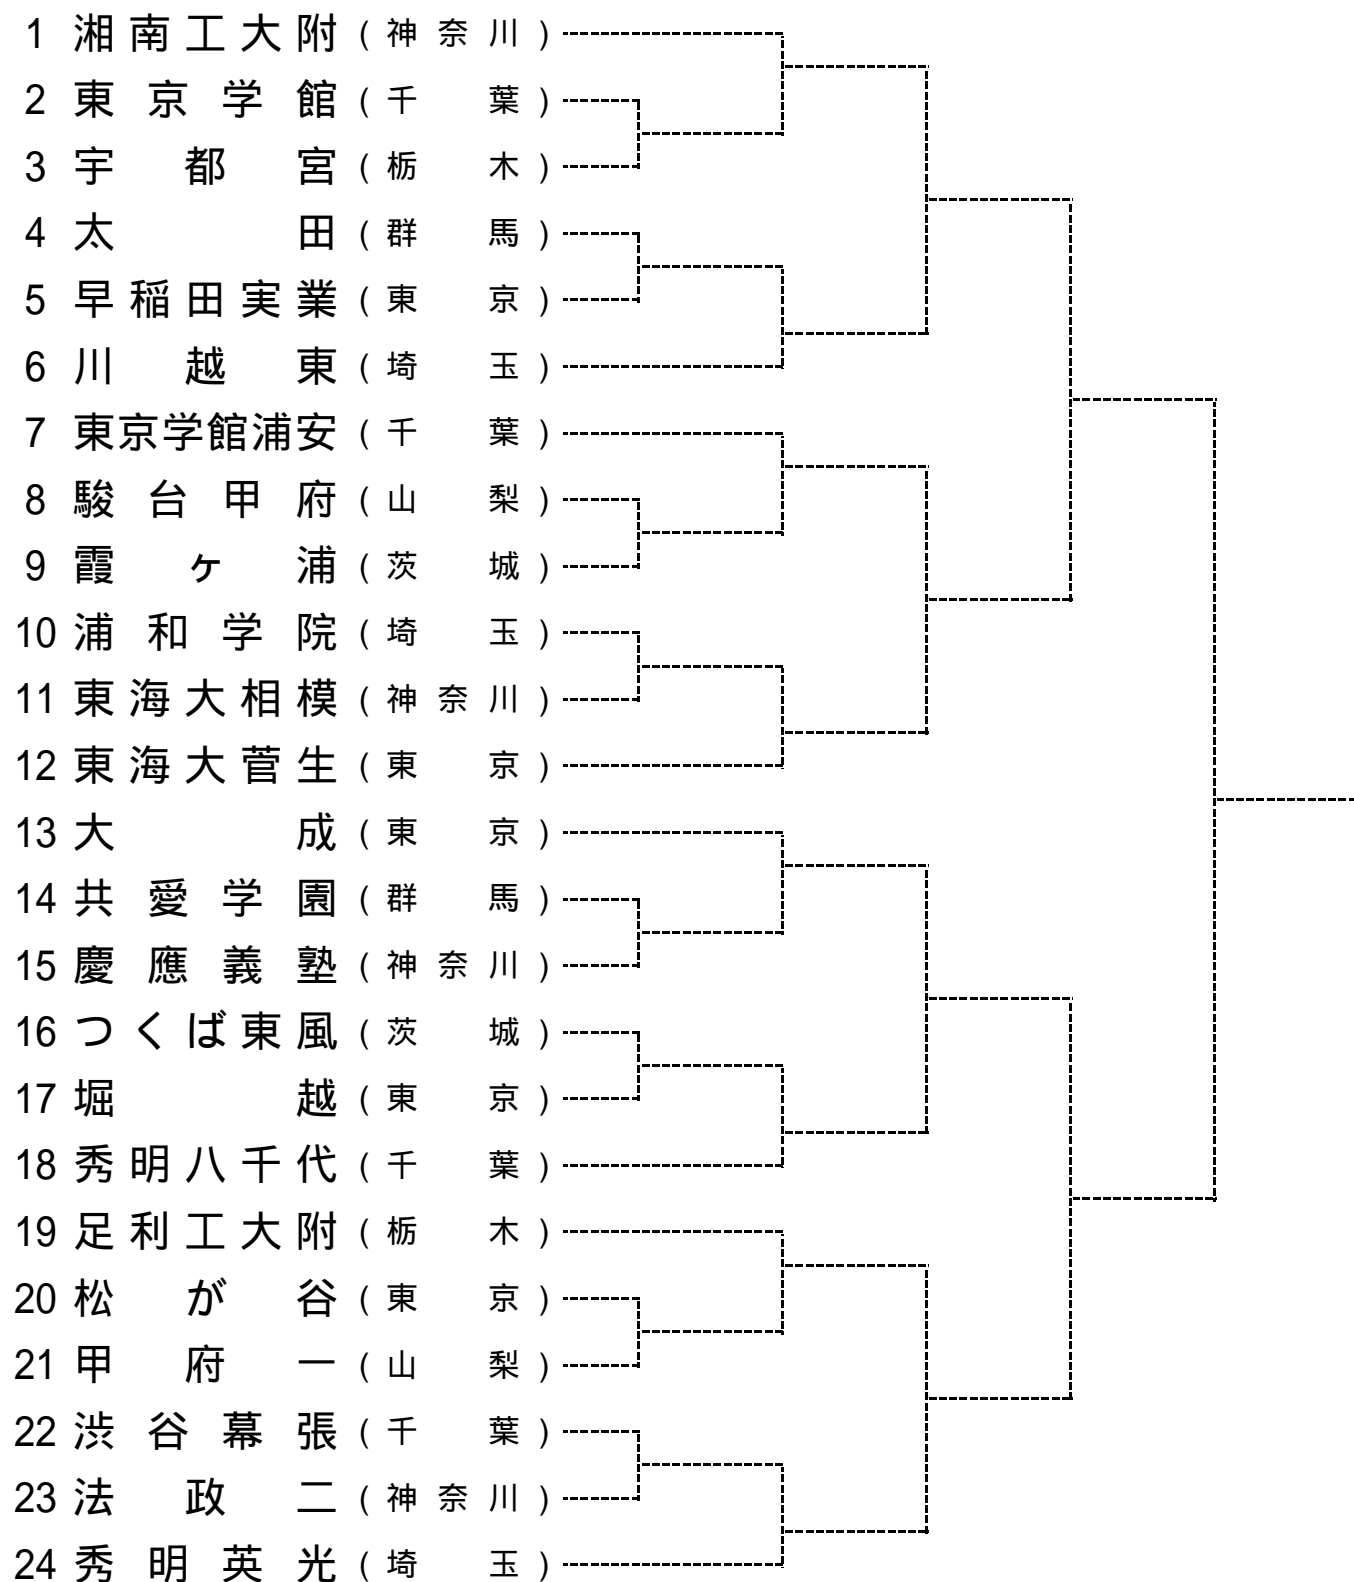 1 湘南工大附 (神奈川)
2 東京学館 (千葉)
3 宇都宮 (栃木)
4 太田 (群馬)
5 早稲田実業 (東京)
6 川越東 (埼玉)
7 東京学館浦安 (千葉)
8 駿台甲府 (山梨)
9 霞ヶ浦 (茨城)
10 浦和学院 (埼玉)
11 東海大相模 (神奈川)
12 東海大菅生 (東京)
13 大成 (東京)
14 共愛学園 (群馬)
15 慶應義塾 (神奈川)
16 つくば東風 (茨城)
17 堀越 (東京)
18 秀明八千代 (千葉)
19 足利工大附 (栃木)
20 松が谷 (東京)
21 甲府一 (山梨)
22 渋谷幕張 (千葉)
23 法政二 (神奈川)
24 秀明英光 (埼玉)